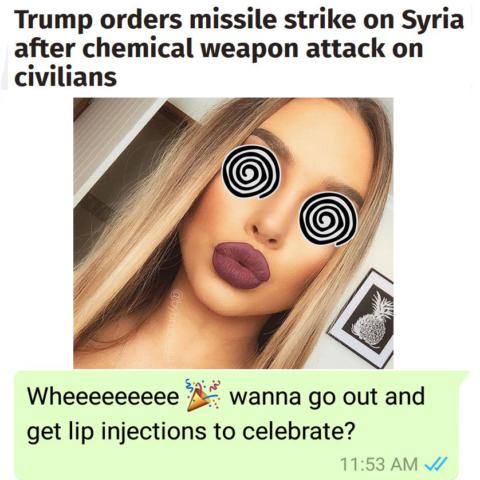 Trump orders missile strike on Syria
after chemical weapon attack on
civilians
Wheeeeeeeeee 🎉 wanna go out and
get lip injections to celebrate?
11:53 AM